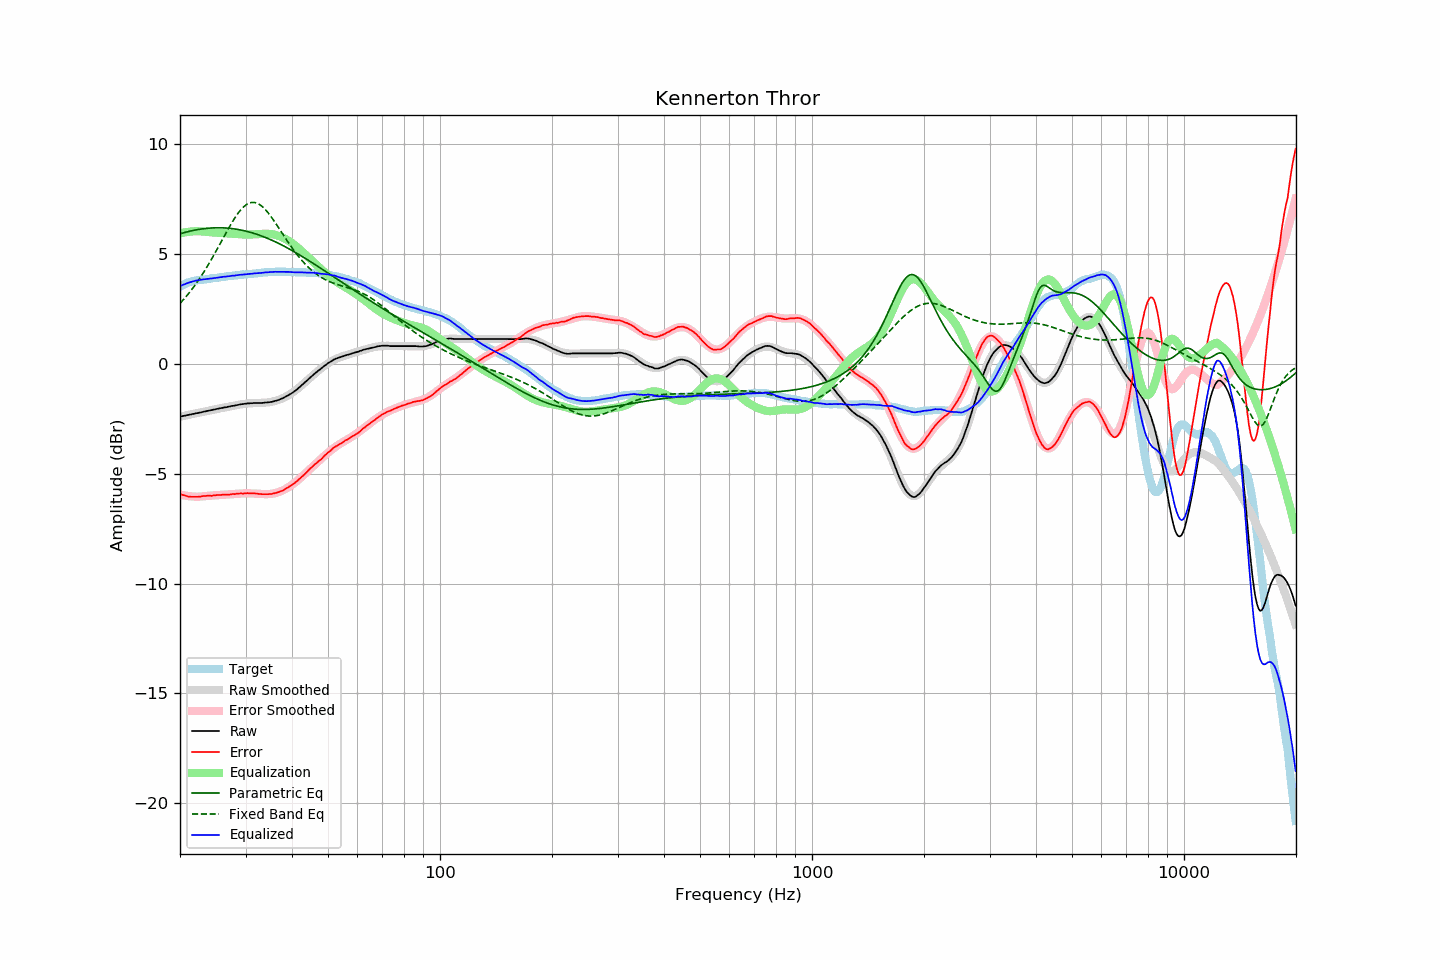 Kennerton Thror
10
5
0
−5
−10
−15
−20
Amplitude (dBr)
Target
Raw Smoothed
Error Smoothed
Raw
Error
Equalization
Parametric Eq
Fixed Band Eq
Equalized
100
1000
10000
Frequency (Hz)